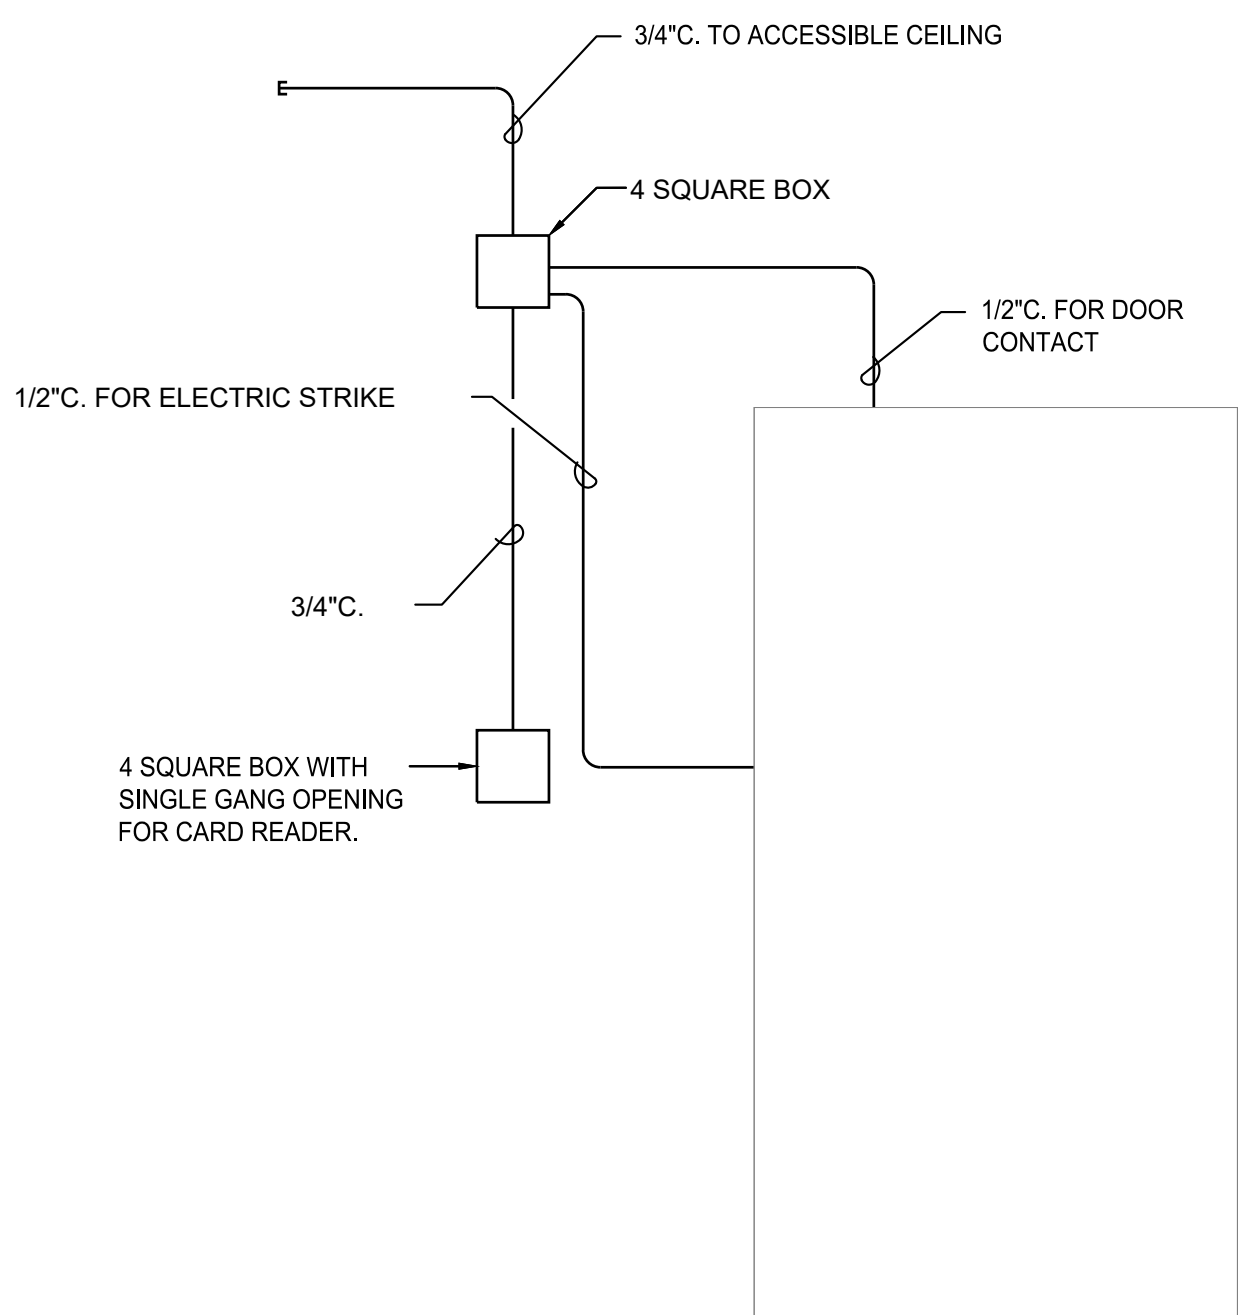 3/4"C. TO ACCESSIBLE CEILING
4 SQUARE BOX
1/2"C. FOR DOOR
CONTACT
1/2"C. FOR ELECTRIC STRIKE
3/4"C.
4 SQUARE BOX WITH
SINGLE GANG OPENING
FOR CARD READER.